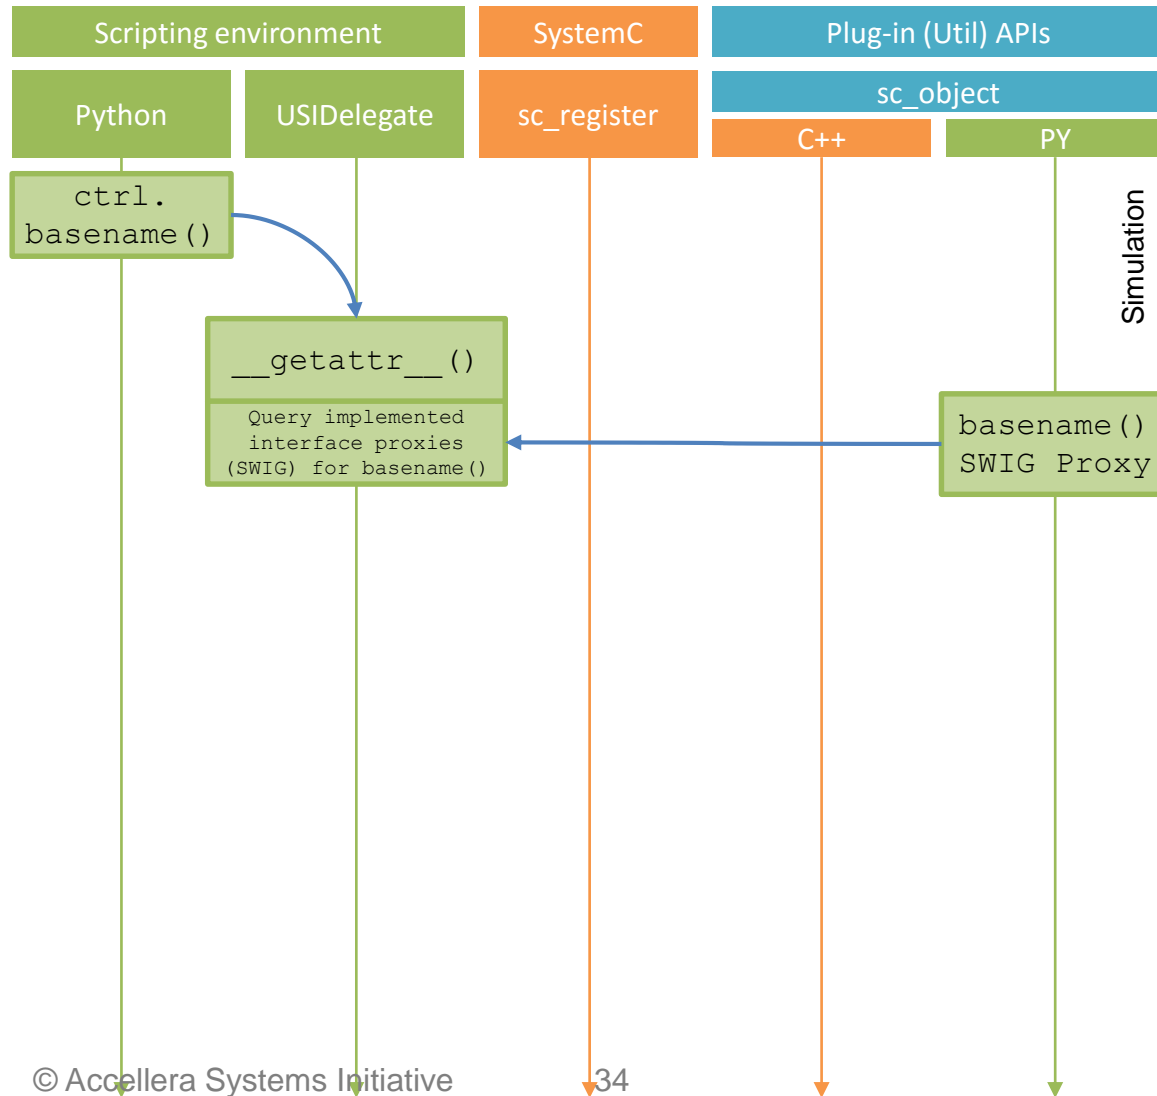 Scripting environment
SystemC
Plug-in (Util) APIs
Python
USIDelegate
sc_register
sc_object
C++
PY
ctrl.
basename()
Simulation
__getattr__()
Query implemented
interface proxies
(SWIG) for basename()
basename()
SWIG Proxy
© Accellera Systems Initiative
34